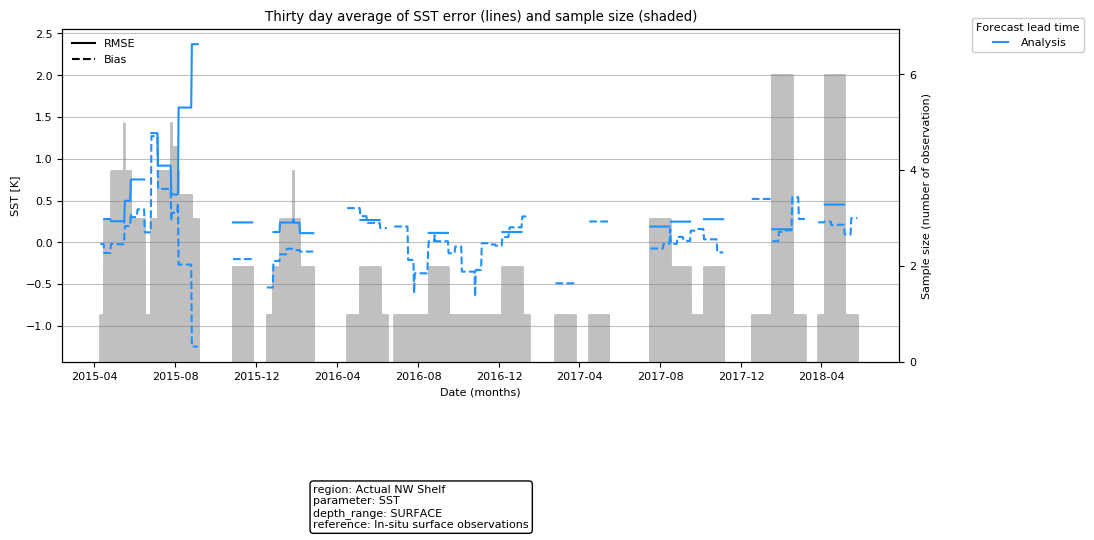 Thirty day average of SST error (lines) and sample size (shaded)
Forecast lead time
Analysis
RMSE
Bias
2.5
2.0
1.5
1.0
0.5
0.0
−0.5
−1.0
SST [K]
6
4
2
0
Sample size (number of observation)
2015-04 2015-08 2015-12 2016-04 2016-08 2016-12 2017-04 2017-08 2017-12 2018-04
Date (months)
region: Actual NW Shelf
parameter: SST
depth_range: SURFACE
reference: In-situ surface observations